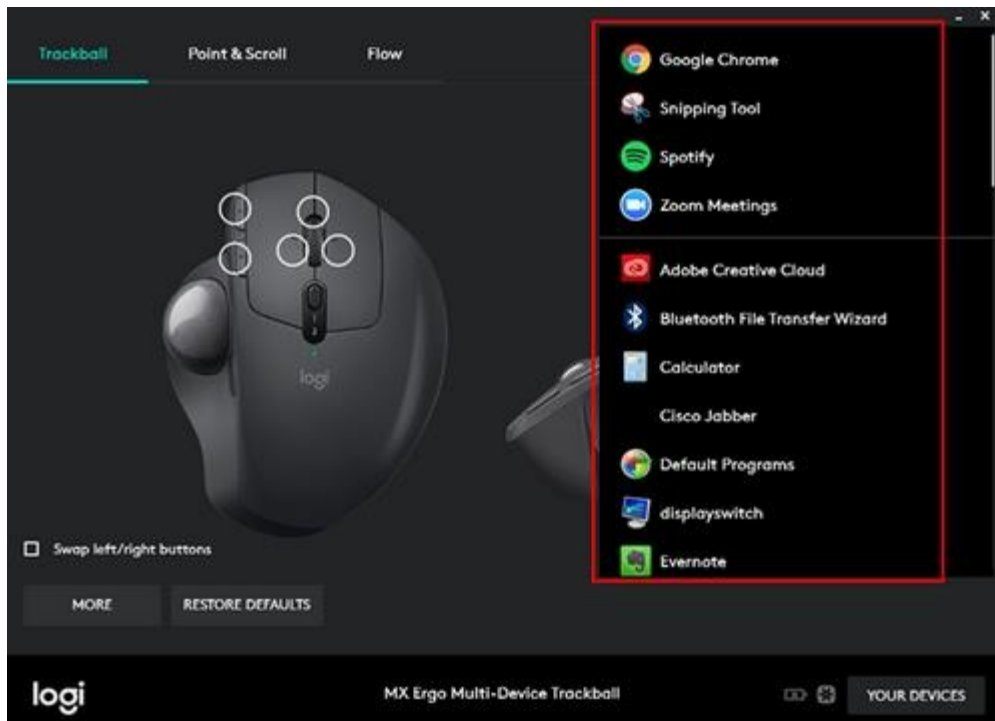 Trackball
Point & Scroll
Flow
Google Chrome
Snipping Tool
Spotify
Zoom Meetings
Adobe Creative Cloud
Bluetooth File Transfer Wizard
Calculator
Cisco Jabber
Default Programs
displayswitch
Evernote
logi
Swap left/right buttons
MORE
RESTORE DEFAULTS
logi
MX Ergo Multi-Device Trackball
YOUR DEVICES